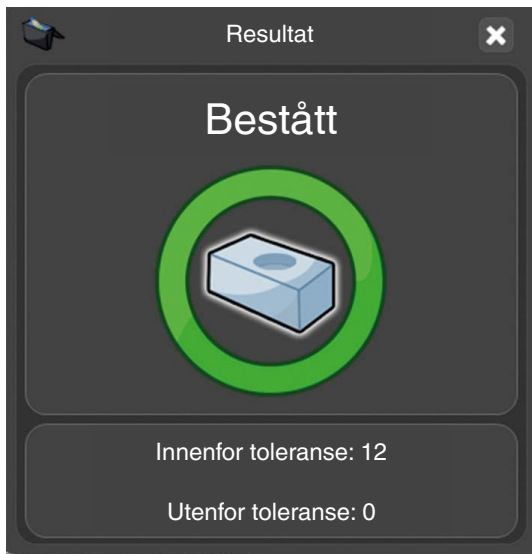 Resultat
Bestått
Innenfor toleranse: 12
Utenfor toleranse: 0